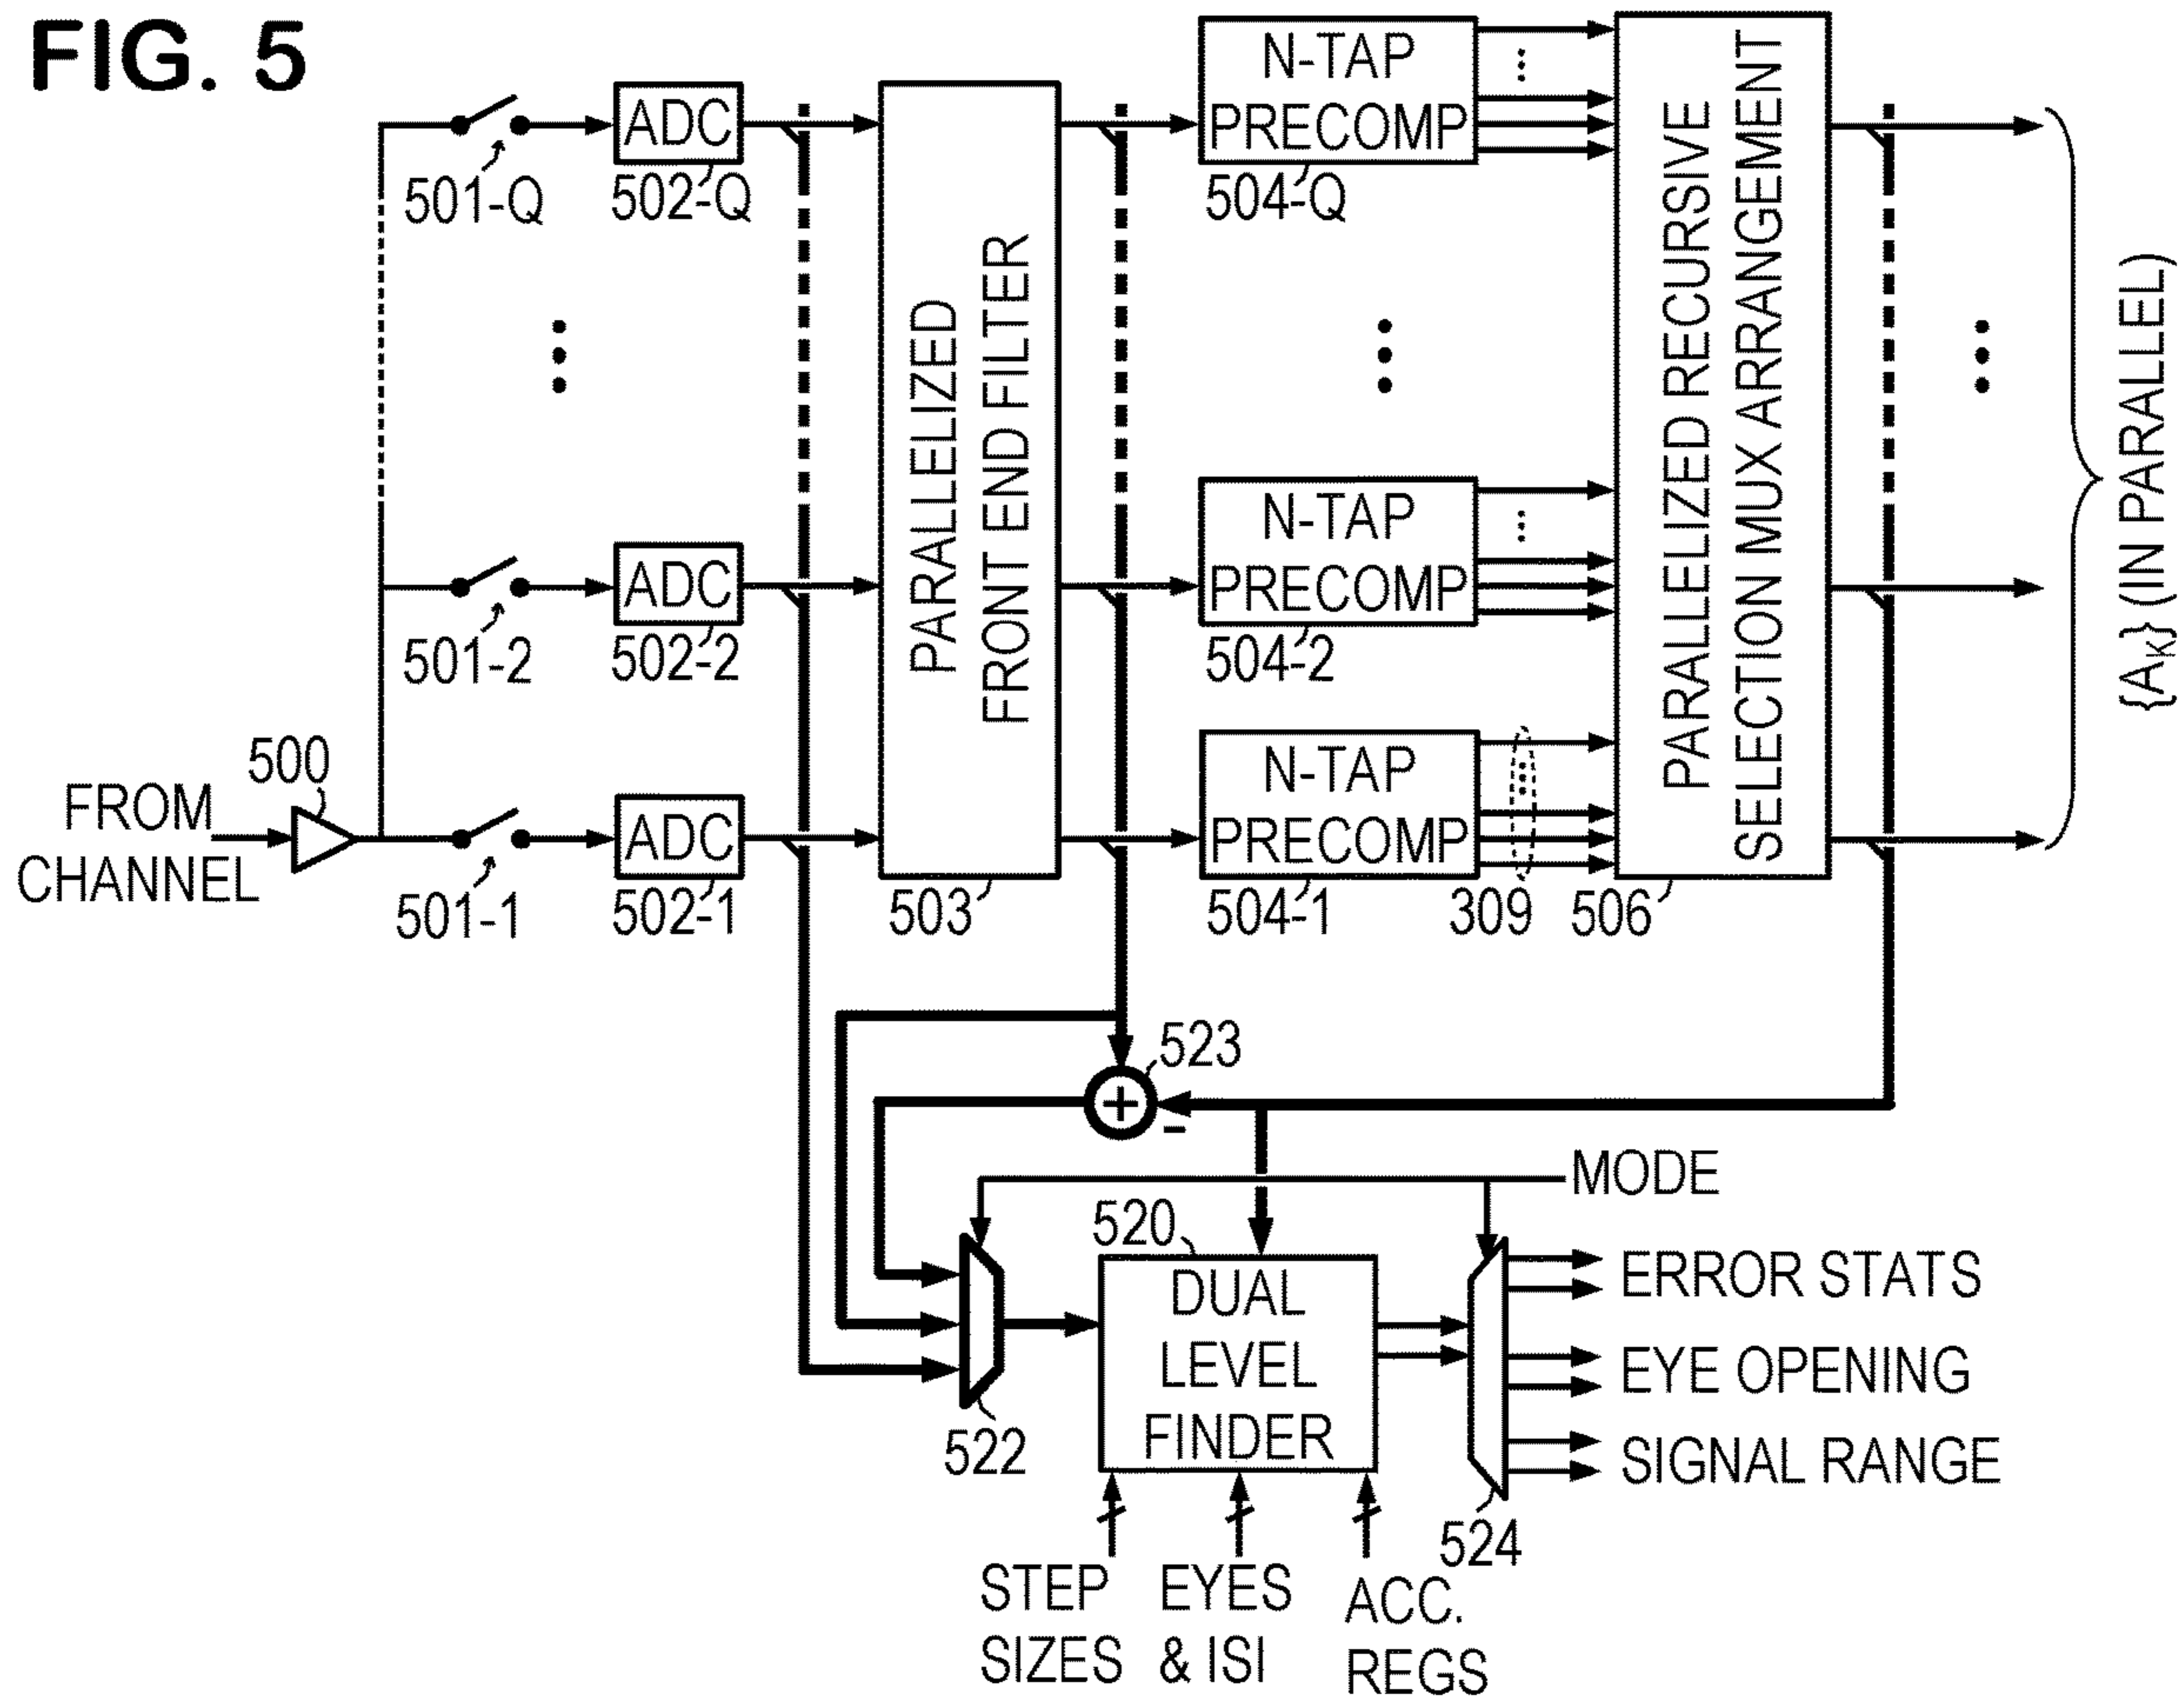 FIG. 5
ADC
501-Q
502-Q
N-TAP
PRECOMP
504-Q
PARALLELIZED
FRONT END FILTER
PARALLELIZED RECURSIVE
SELECTION MUX ARRANGEMENT
{AK} (IN PARALLEL)
ADC
501-2
502-2
N-TAP
PRECOMP
504-2
FROM
CHANNEL
500
501-1
ADC
502-1
503
N-TAP
PRECOMP
504-1
309
506
523
+
-
MODE
520
DUAL
LEVEL
FINDER
522
524
ERROR STATS
EYE OPENING
SIGNAL RANGE
STEP
SIZES
EYES
& ISI
ACC.
REGS